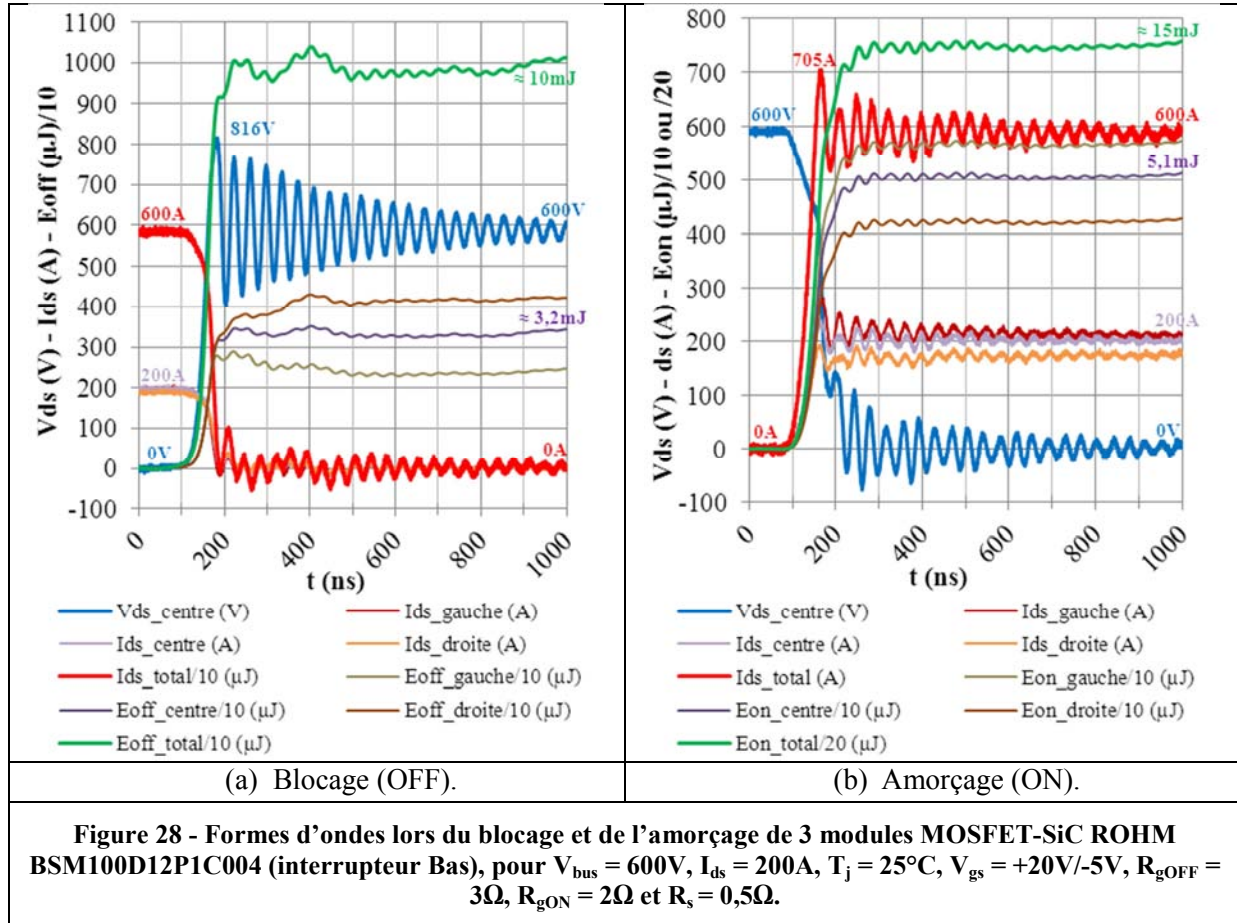 Vds (V) - Ids (A) - Eoff (µJ)/10
1100
1000
900
800
700
600
500
400
300
200
100
0
-100
≈ 10mJ
816V
600A
600V
≈ 3,2mJ
200A
0V
0A
0
200
400
600
800
1000
t (ns)
Vds_centre (V)
Ids_gauche (A)
Ids_centre (A)
Ids_droite (A)
Ids_total/10 (µJ)
Eoff_gauche/10 (µJ)
Eoff_centre/10 (µJ)
Eoff_droite/10 (µJ)
Eoff_total/10 (µJ)
(a) Blocage (OFF).
Vds (V) - ds (A) - Eon (µJ)/10 ou /20
800
700
600
500
400
300
200
100
0
-100
≈ 15mJ
705A
600V
600A
5,1mJ
200A
0A
0V
0
200
400
600
800
1000
t (ns)
Vds_centre (V)
Ids_gauche (A)
Ids_centre (A)
Ids_droite (A)
Ids_total (A)
Eon_gauche/10 (µJ)
Eon_centre/10 (µJ)
Eon_droite/10 (µJ)
Eon_total/20 (µJ)
(b) Amorçage (ON).
Figure 28 - Formes d’ondes lors du blocage et de l’amorçage de 3 modules MOSFET-SiC ROHM
BSM100D12P1C004 (interrupteur Bas), pour Vbus = 600V, Ids = 200A, Tj = 25°C, Vgs = +20V/-5V, RgOFF =
3Ω, RgON = 2Ω et Rs = 0,5Ω.